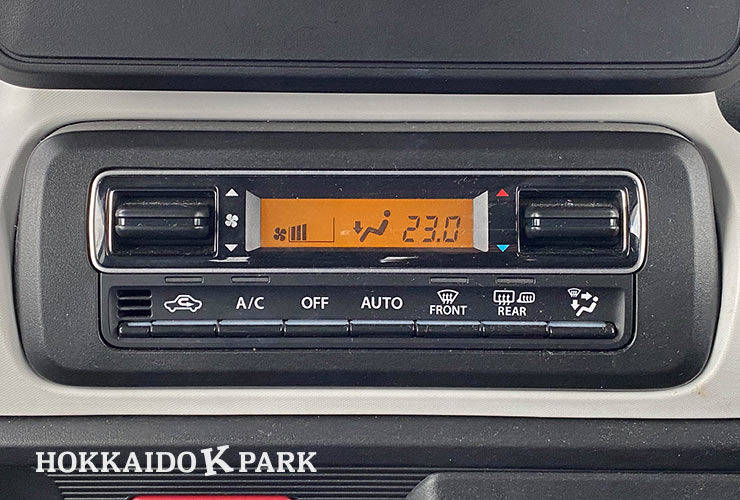 23.0
A/C OFF AUTO FRONT REAR
HOKKAIDO K PARK